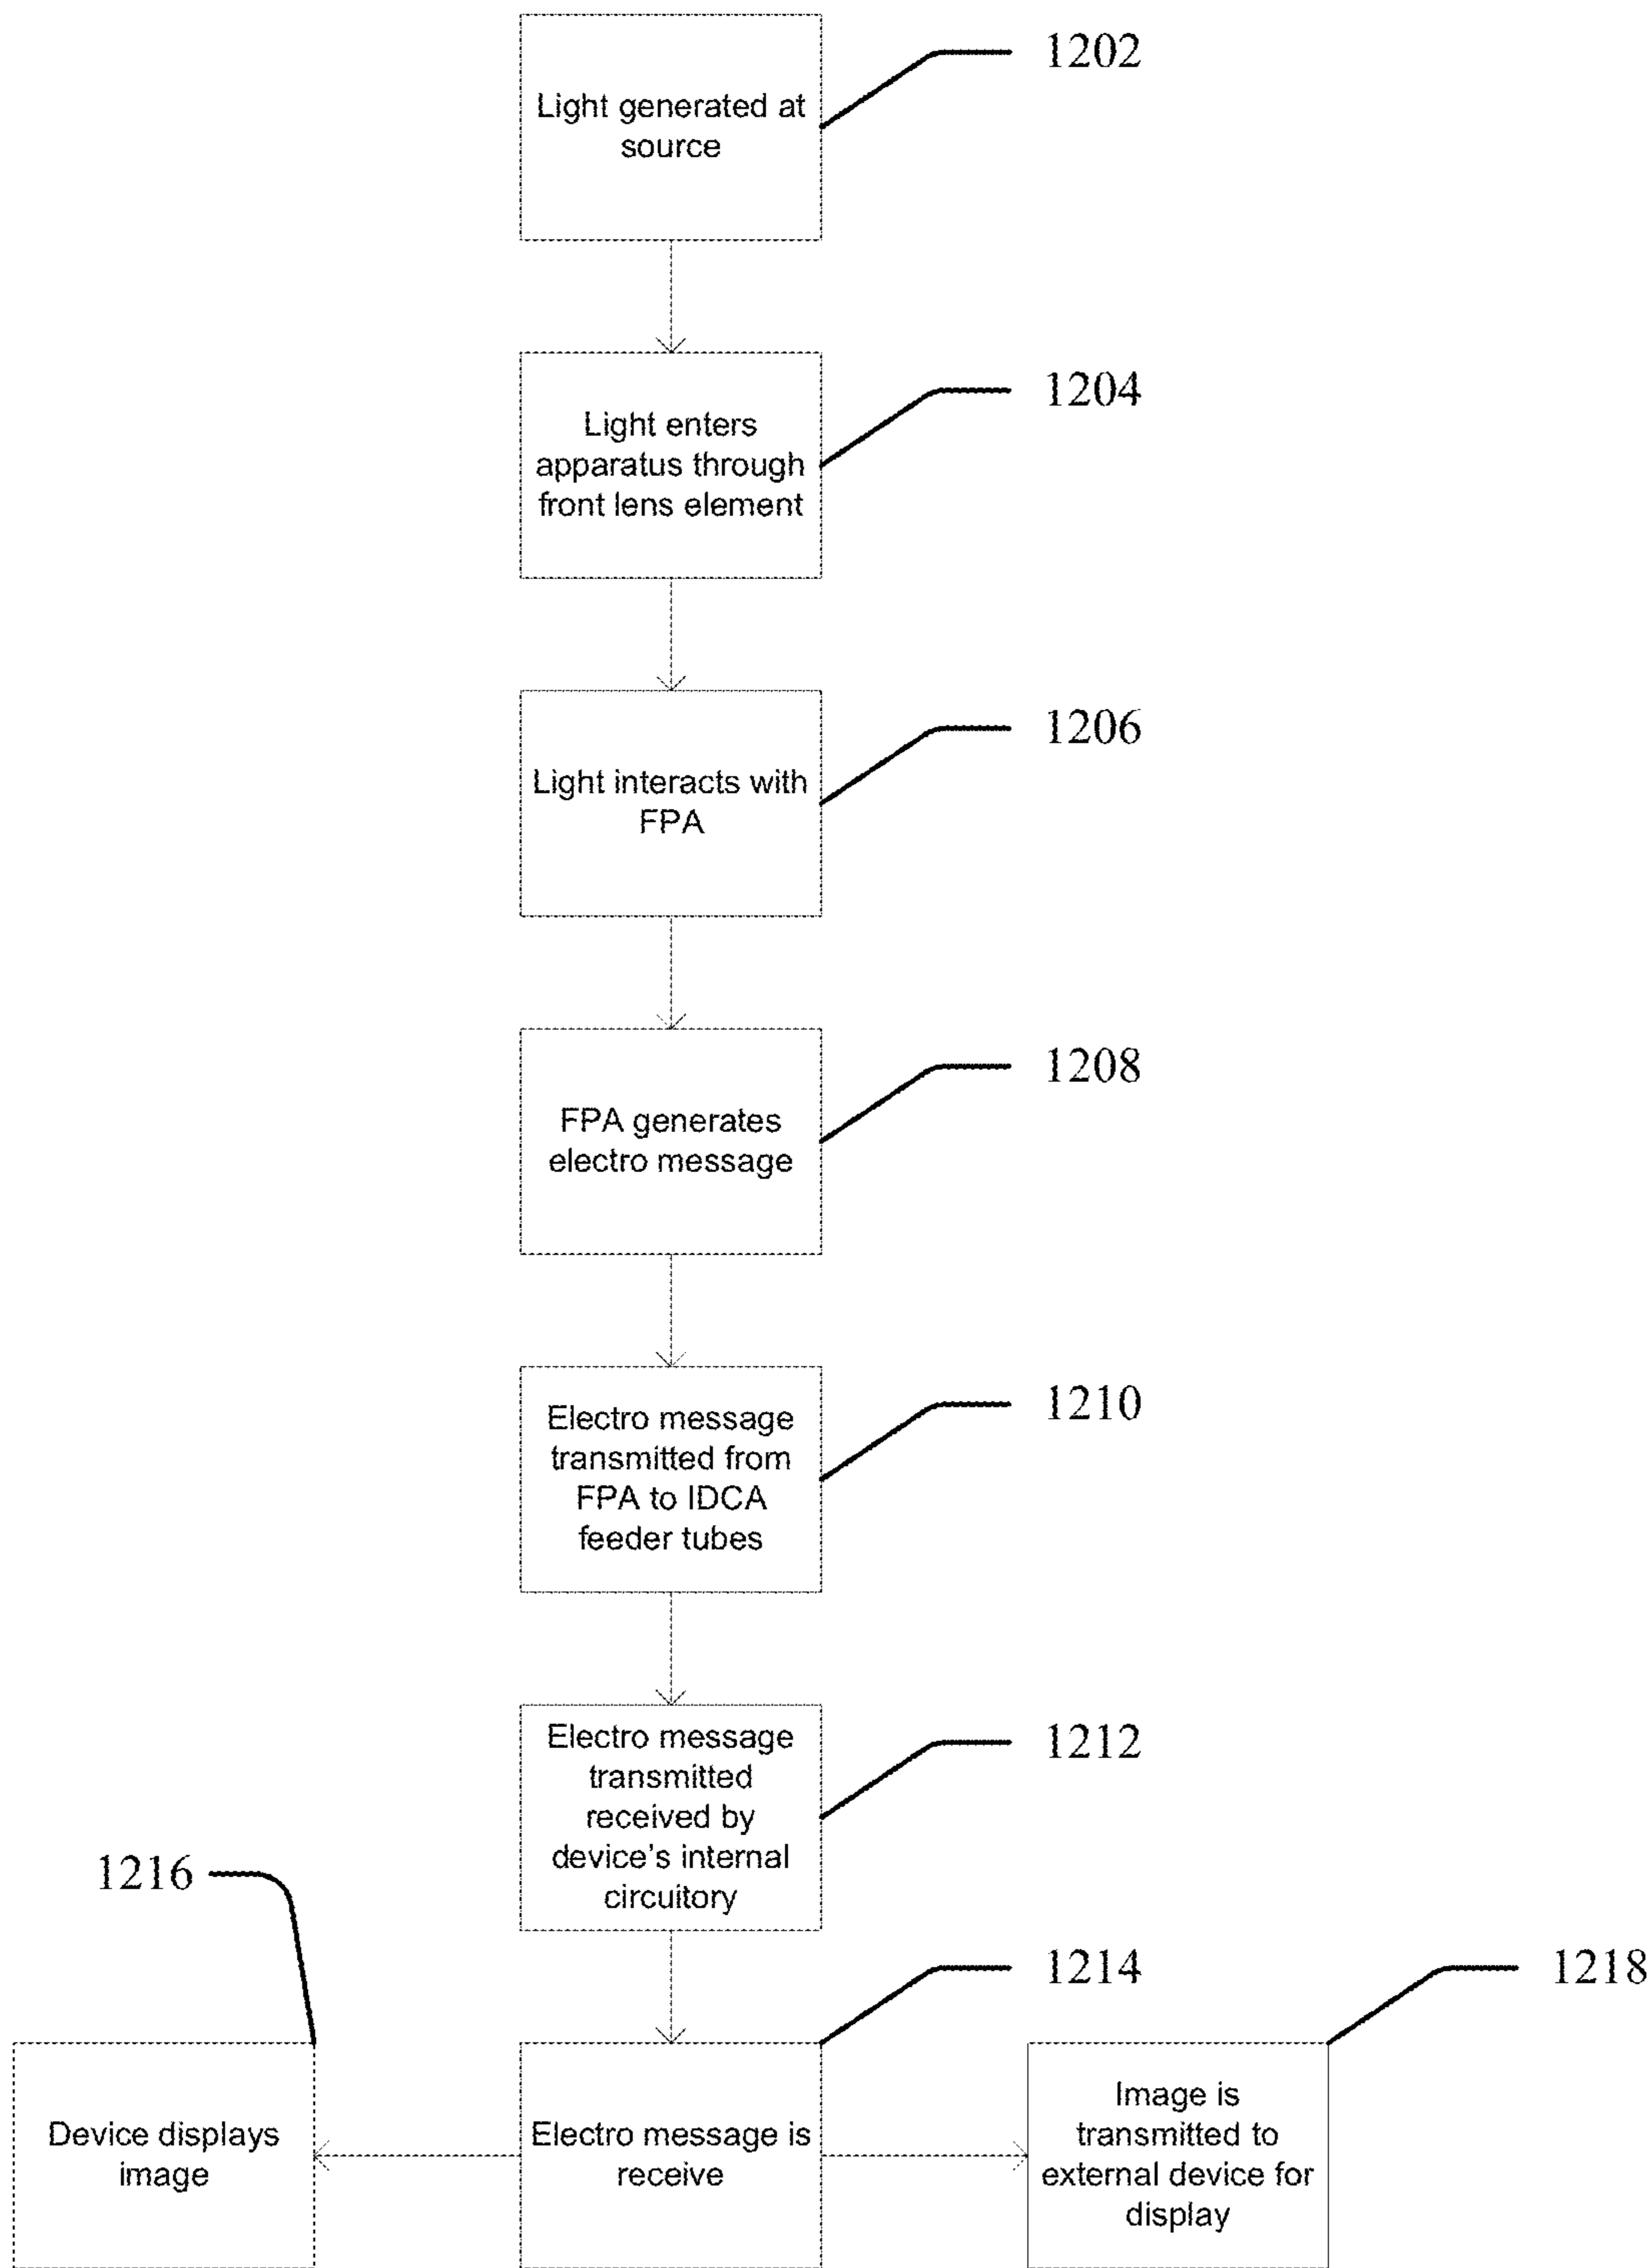 1202
Light generated at
source
1204
Light enters
apparatus through
front lens element
1206
Light interacts with
FPA
1208
FPA generates
electro message
1210
Electro message
transmitted from
FPA to IDCA
feeder tubes
1212
Electro message
transmitted
received by
device's internal
circuitory
1216
1214
1218
Device displays
image
Electro message is
receive
Image is
transmitted to
external device for
display